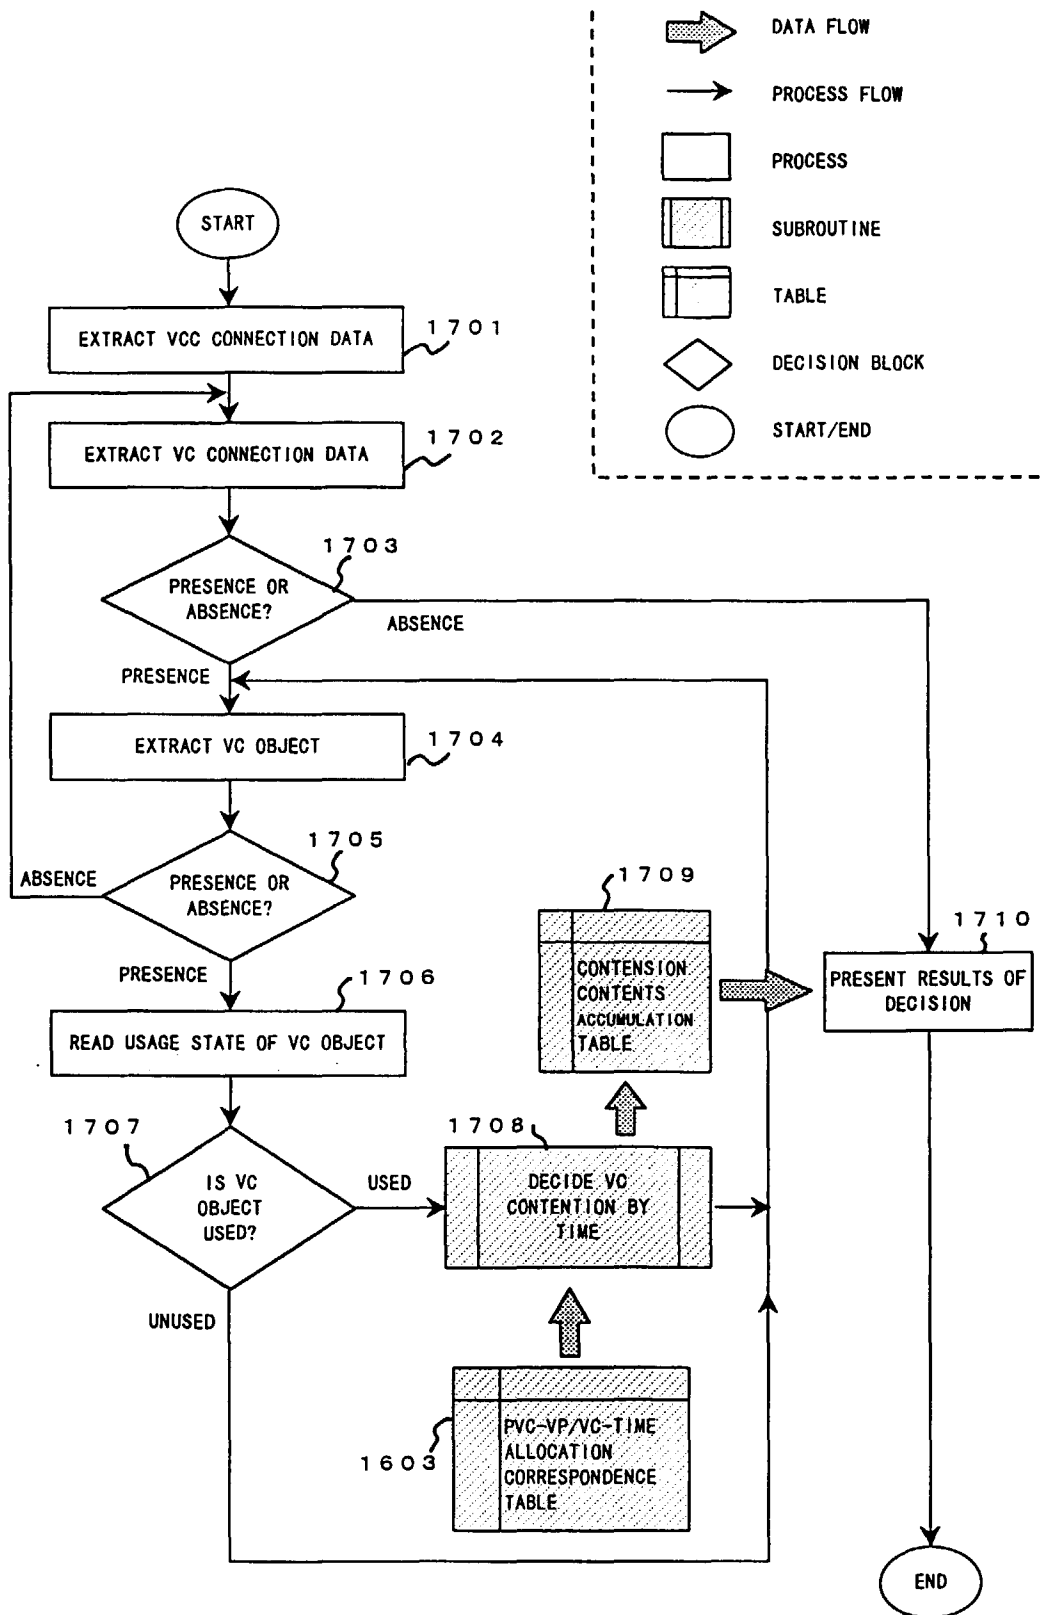 DATA FLOW
PROCESS FLOW
PROCESS
SUBROUTINE
TABLE
DECISION BLOCK
START/END
START
EXTRACT VCC CONNECTION DATA
1701
EXTRACT VC CONNECTION DATA
1702
1703
PRESENCE OR
ABSENCE?
ABSENCE
PRESENCE
EXTRACT VC OBJECT
1704
1705
PRESENCE OR
ABSENCE?
ABSENCE
PRESENCE
1706
READ USAGE STATE OF VC OBJECT
1707
IS VC
OBJECT
USED?
USED
UNUSED
1708
DECIDE VC
CONTENTION BY
TIME
1709
CONTENSION
CONTENTS
ACCUMULATION
TABLE
1710
PRESENT RESULTS OF
DECISION
1603
PVC-VP/VC-TIME
ALLOCATION
CORRESPONDENCE
TABLE
END